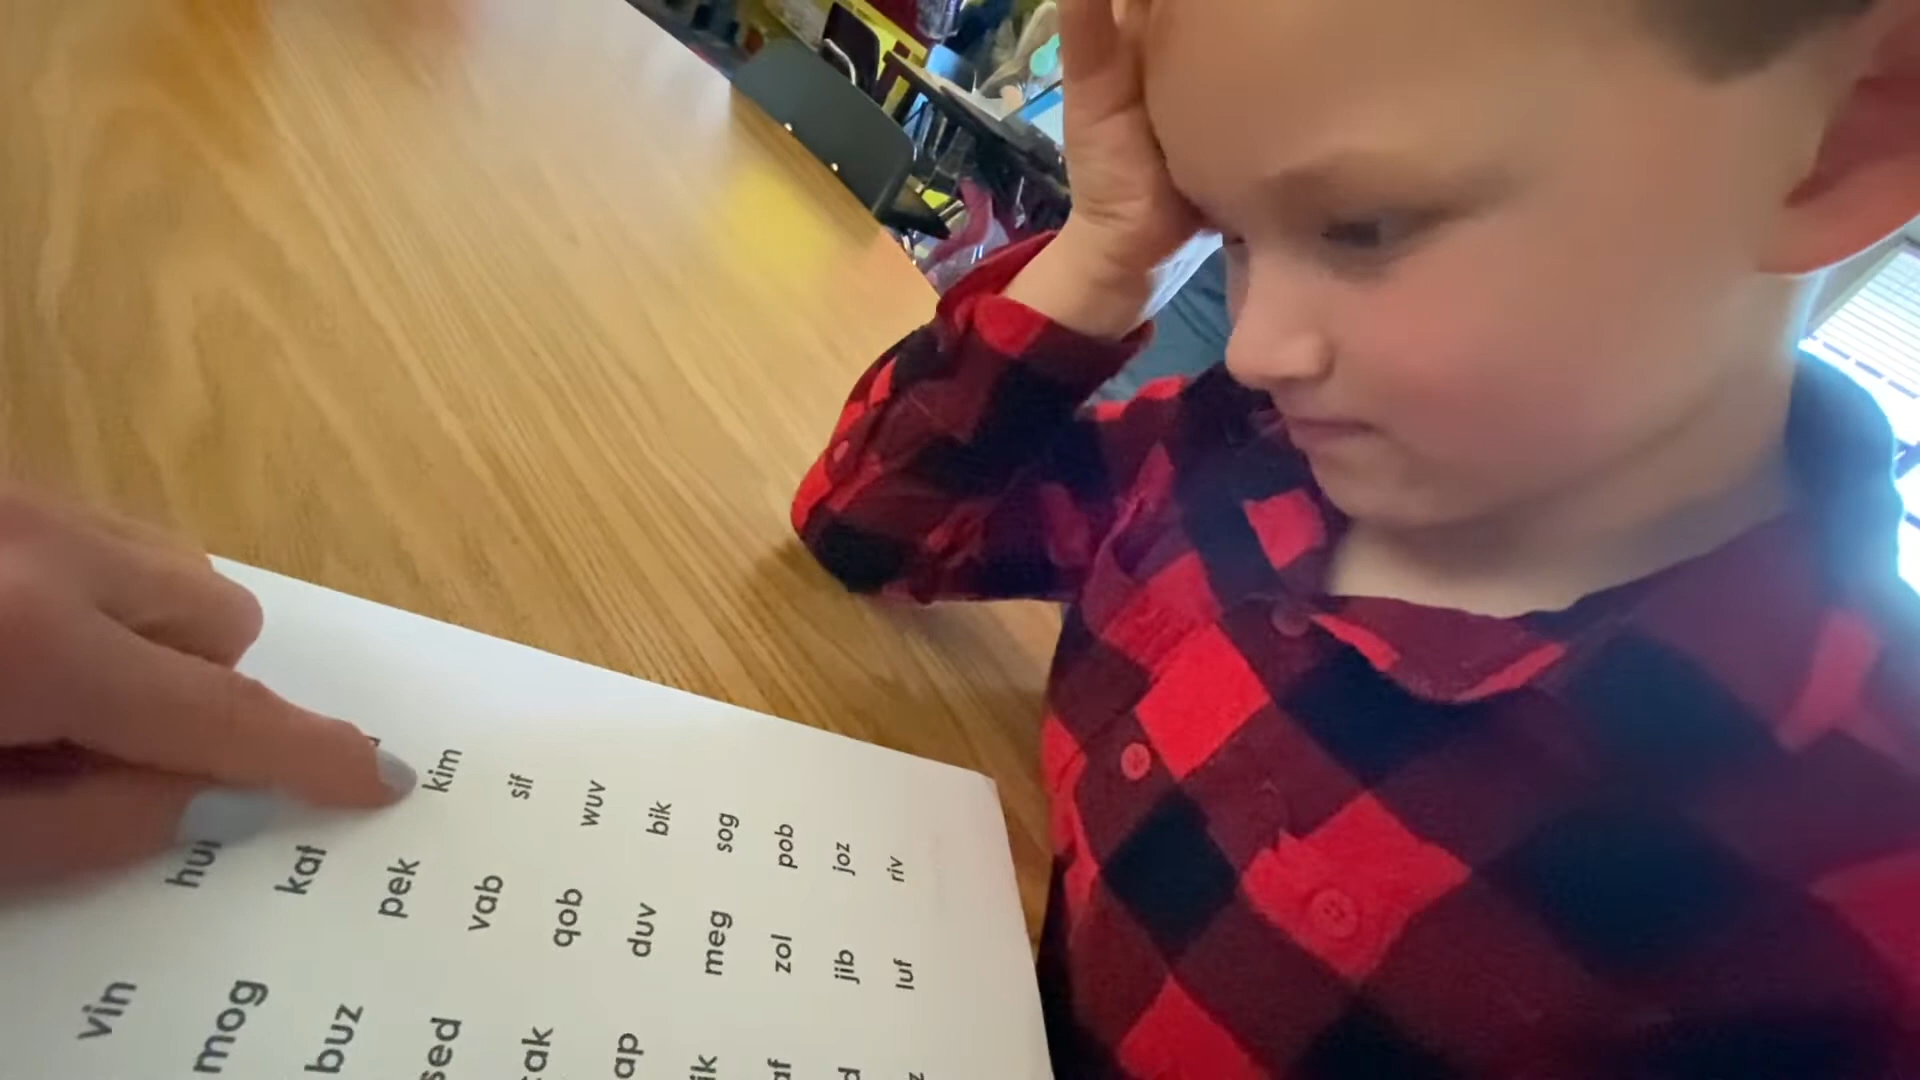 vin
mog
buz pek kim
sed vab sif
qob wuv
duv bik
meg sog
zol pob
jib joz
luf riv